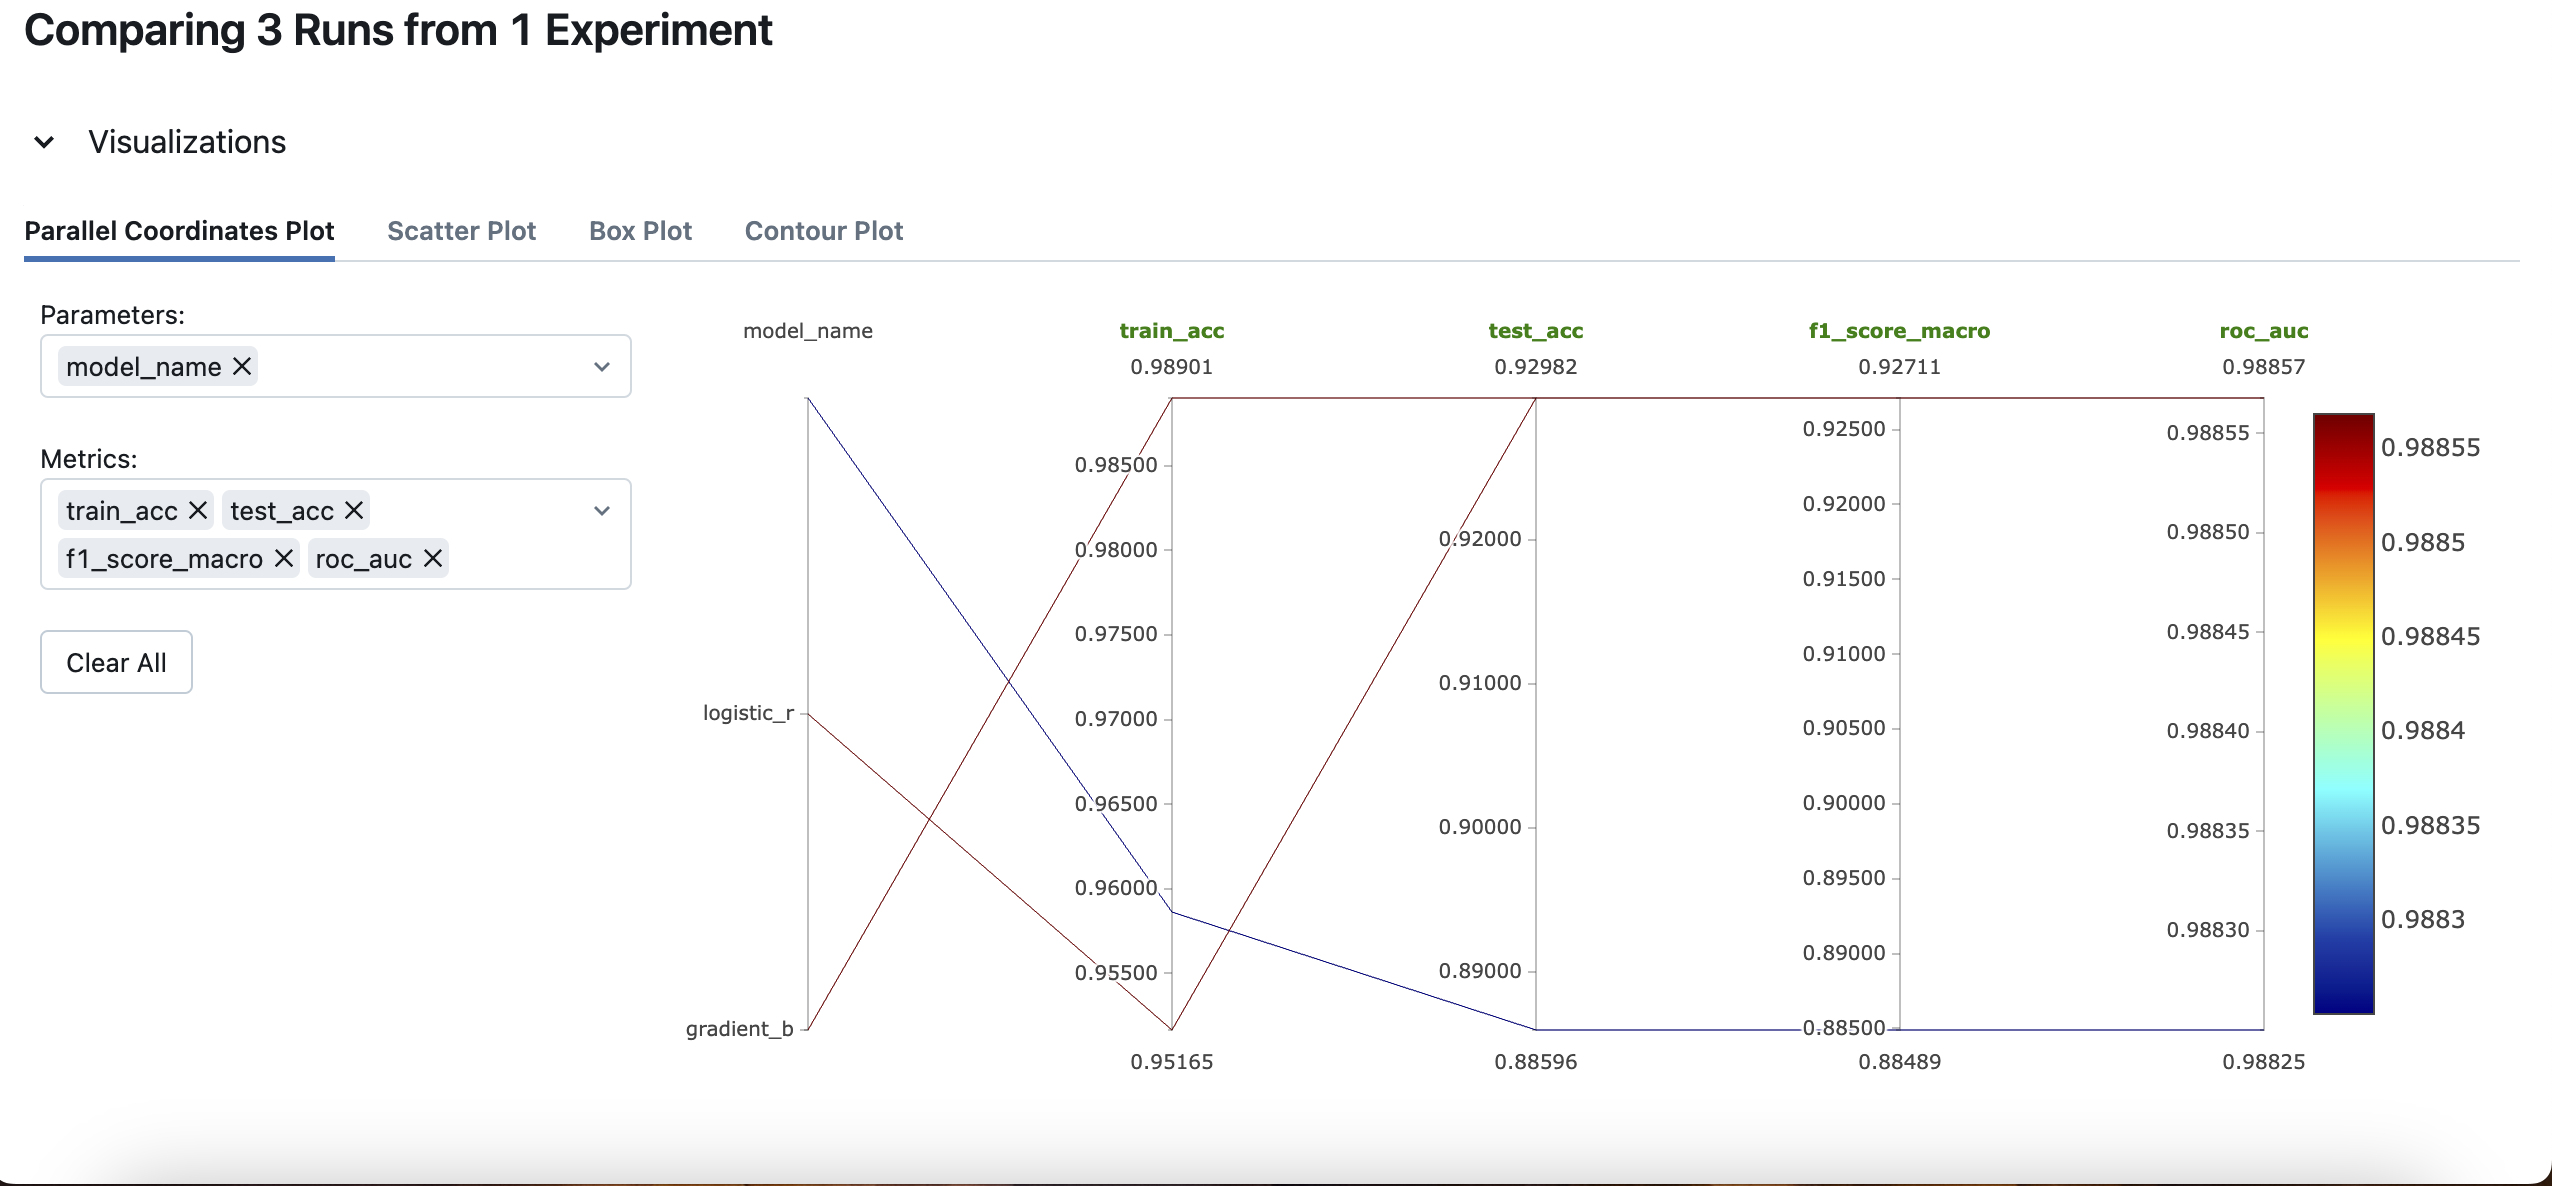 Comparing 3 Runs from 1 Experiment
Visualizations
Parallel Coordinates Plot Scatter Plot Box Plot Contour Plot
Parameters:
model_name
Metrics:
train_acc test_acc
f1_score_macro roc_auc
Clear All
model_name
logistic_r
gradient_b
train_acc
0.98901
0.98500
0.98000
0.97500
0.97000
0.96500
0.96000
0.95500
0.95165
test_acc
0.92982
0.92000
0.91000
0.90000
0.89000
0.88596
f1_score_macro
0.92711
0.92500
0.92000
0.91500
0.91000
0.90500
0.90000
0.89500
0.89000
0.88500
0.88489
roc_auc
0.98857
0.98855
0.98850
0.98845
0.98840
0.98835
0.98830
0.98825
0.98855
0.9885
0.98845
0.9884
0.98835
0.9883